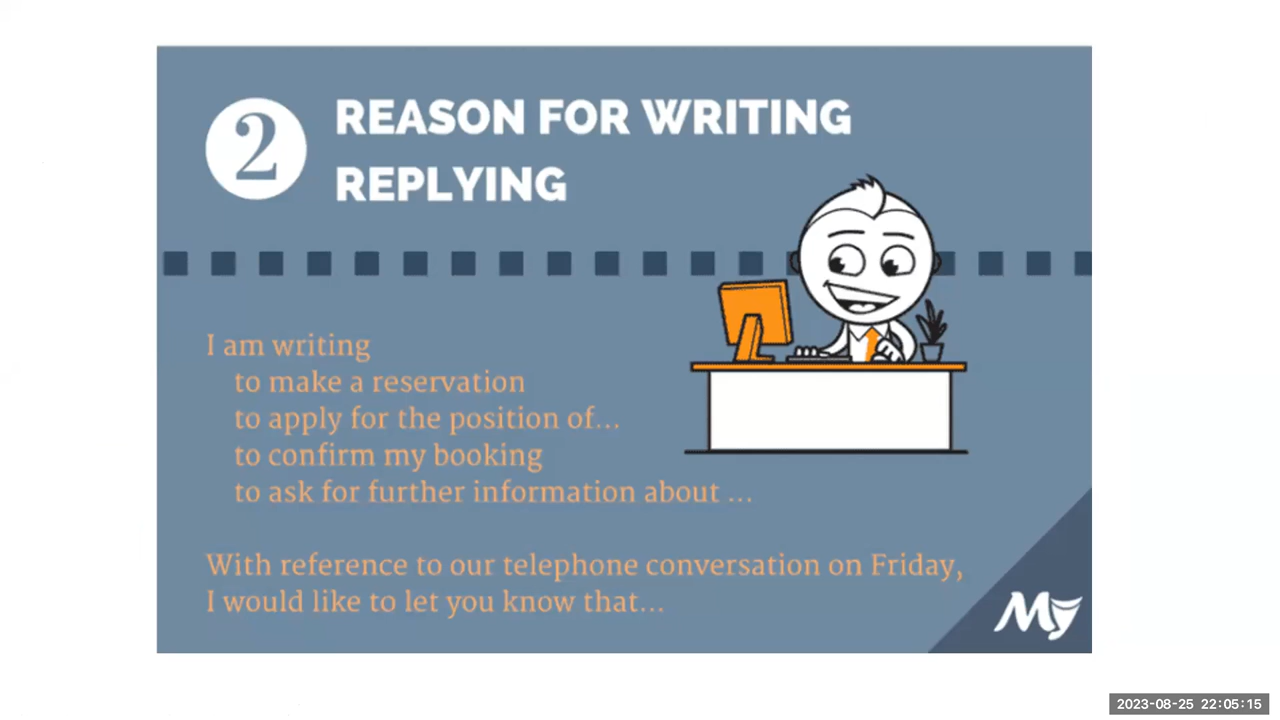 2
REASON FOR WRITING
REPLYING
I am writing
to make a reservation
to apply for the position of...
to confirm my booking
to ask for further information about ...
With reference to our telephone conversation on Friday,
I would like to let you know that...
My
2023-08-25 22:05:15